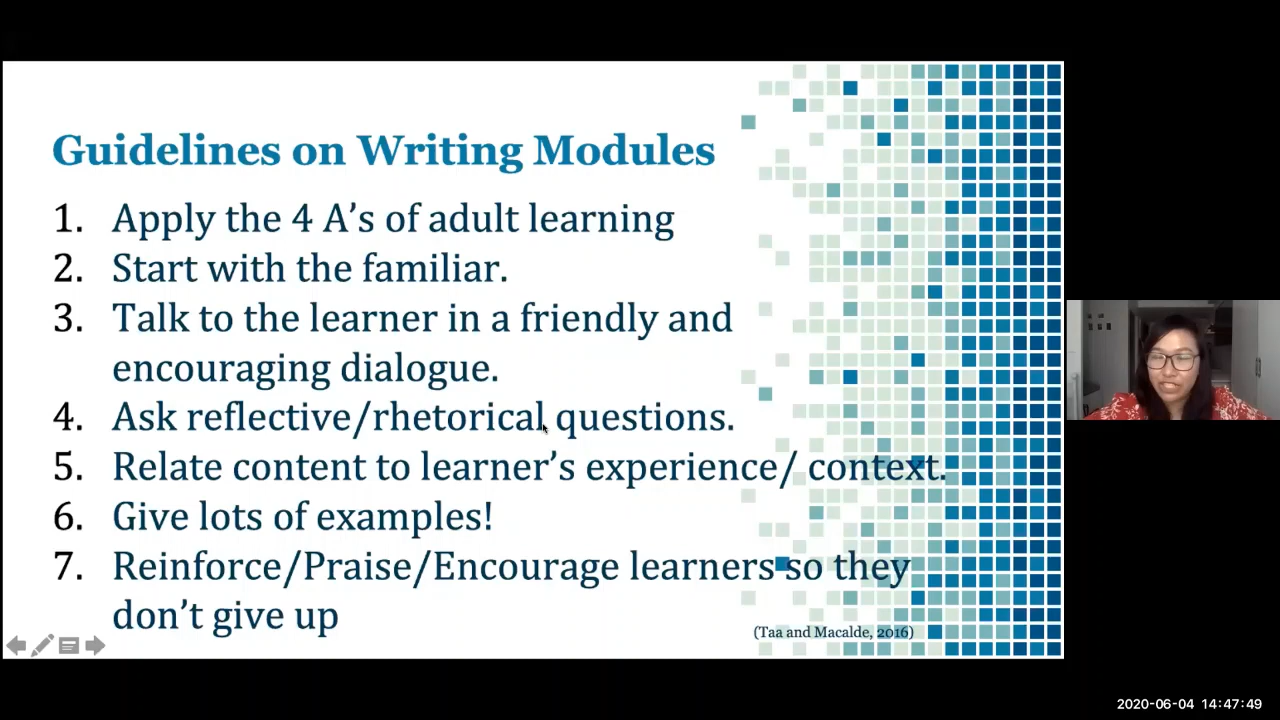 Guidelines on Writing Modules
1. Apply the 4 A's of adult learning
2. Start with the familiar.
3. Talk to the learner in a friendly and
encouraging dialogue.
4. Ask reflective/rhetorical questions.
5. Relate content to learner's experience/ context.
6. Give lots of examples!
7. Reinforce/Praise/Encourage learners so they
don't give up
(Taa and Macalde, 2016)
2020-06-04 14:47:49